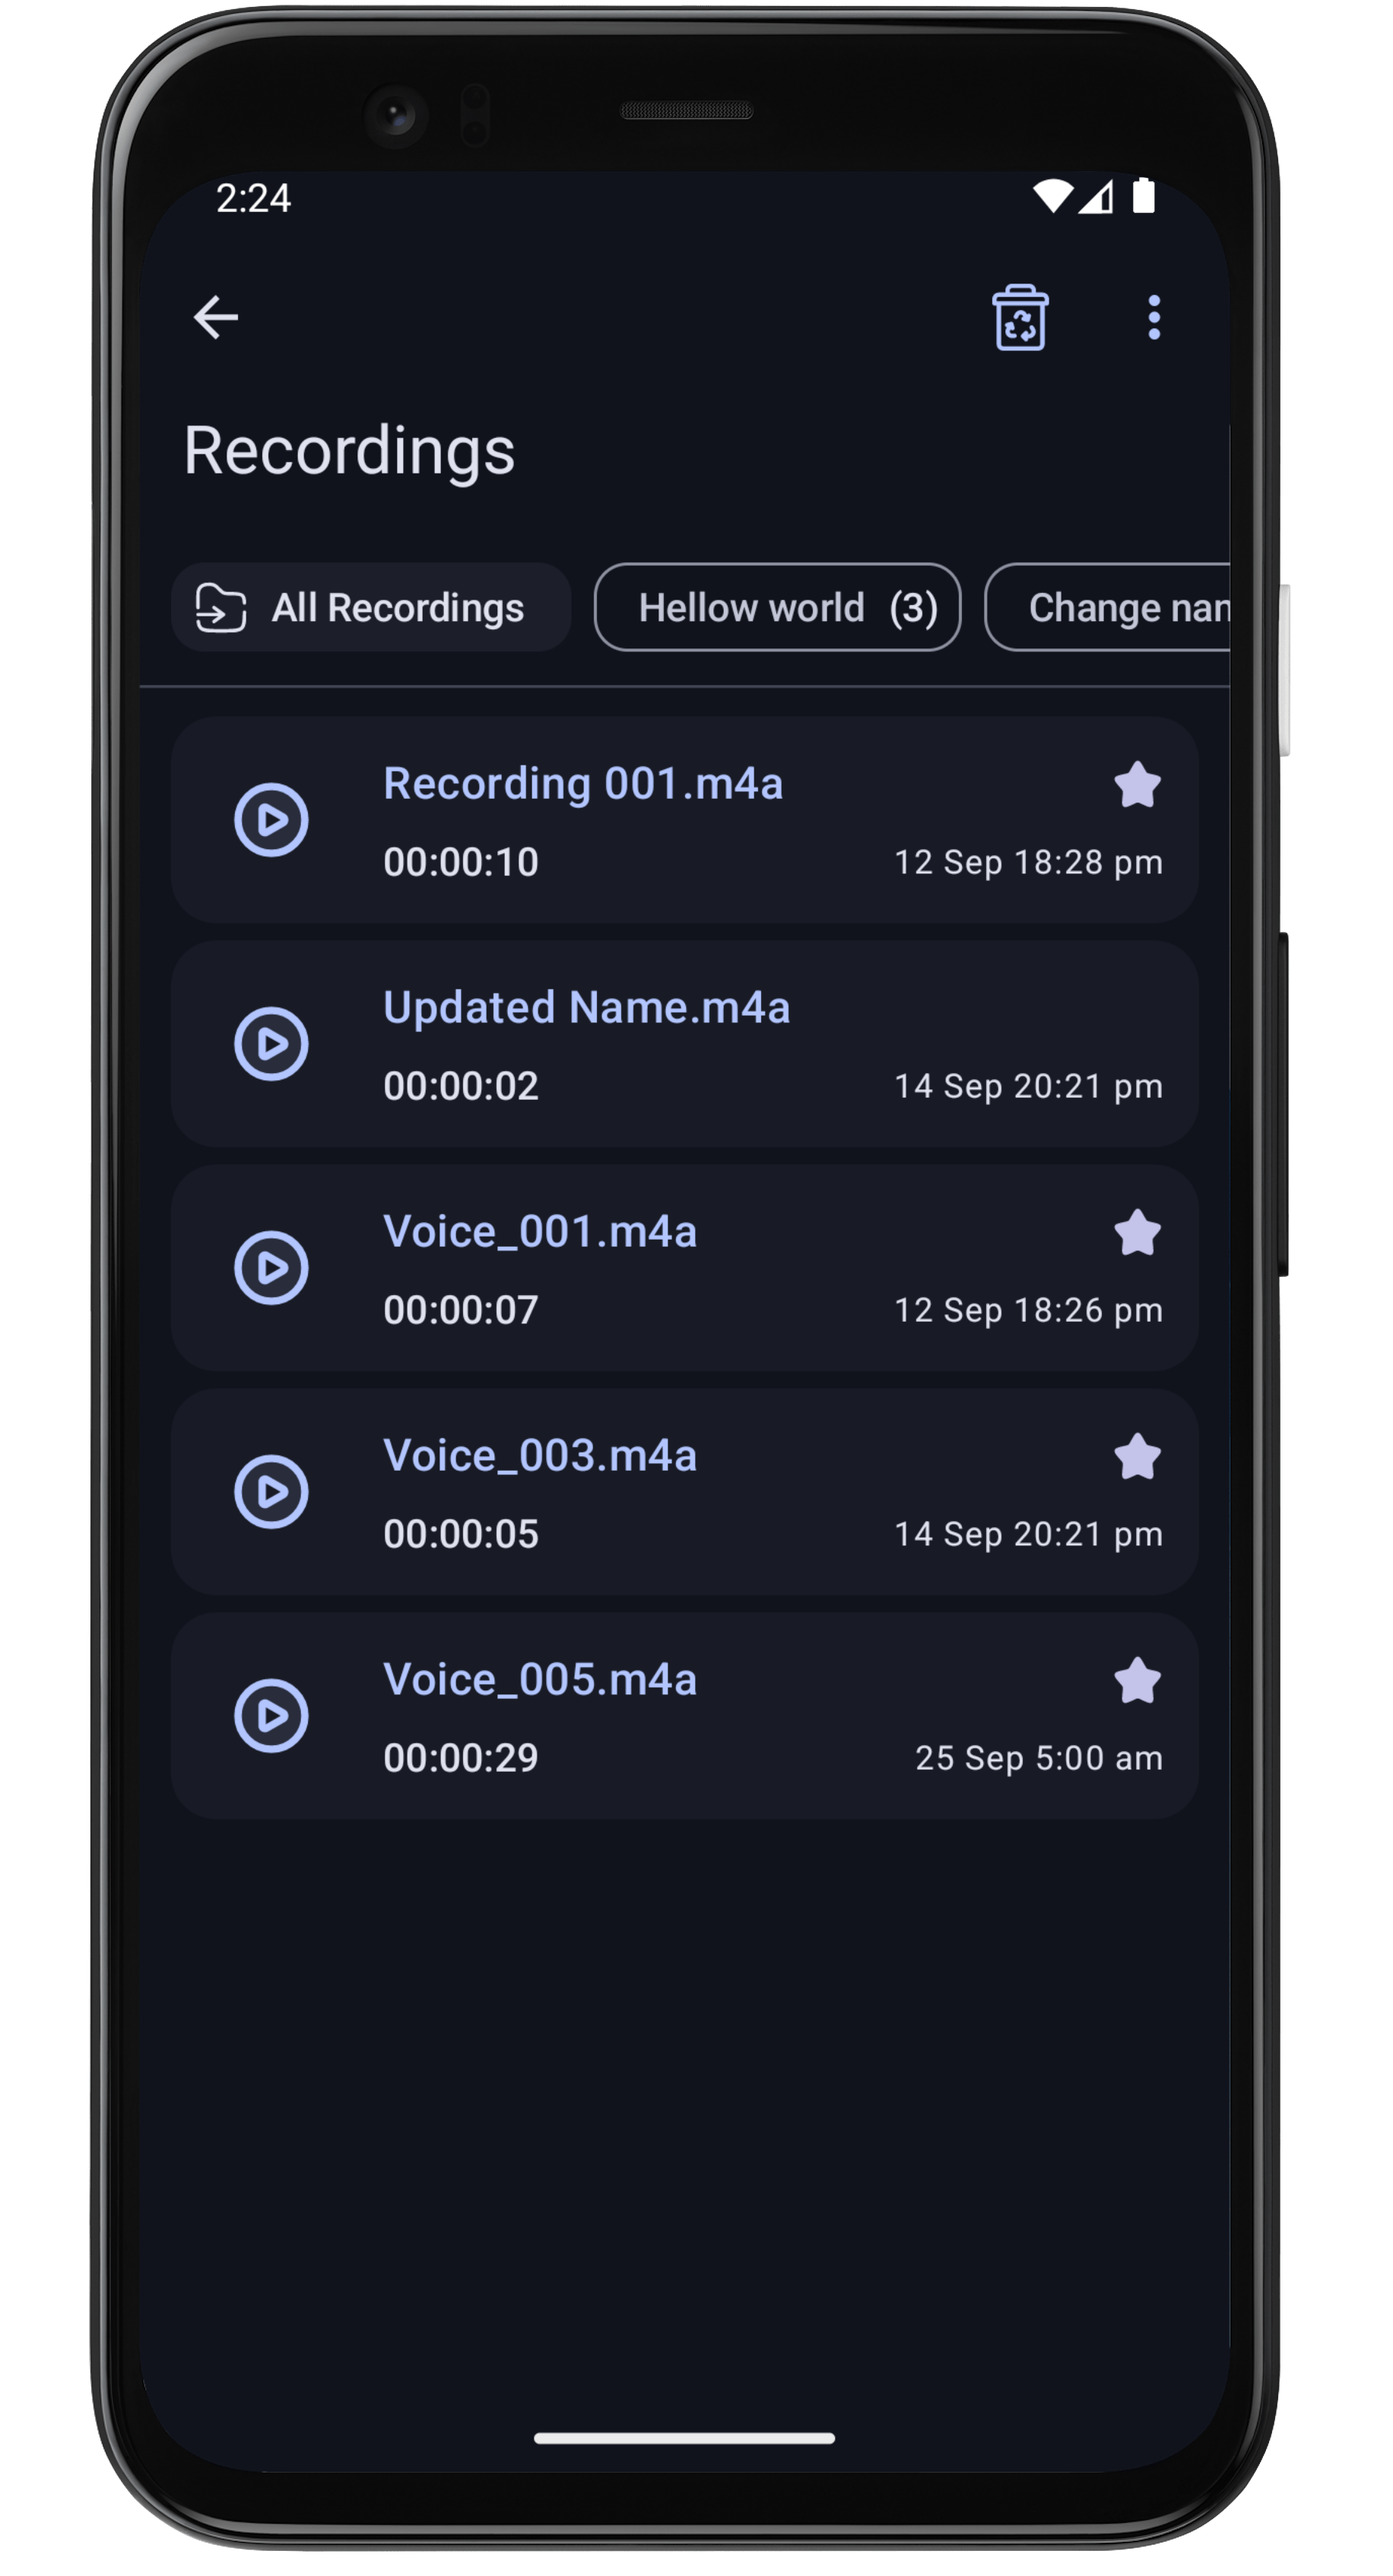 2:24
Recordings
All Recordings
Hellow world (3)
Change nan
Recording 001.m4a
00:00:10
12 Sep 18:28 pm
Updated Name.m4a
00:00:02
14 Sep 20:21 pm
Voice_001.m4a
00:00:07
12 Sep 18:26 pm
Voice_003.m4a
00:00:05
14 Sep 20:21 pm
Voice_005.m4a
00:00:29
25 Sep 5:00 am